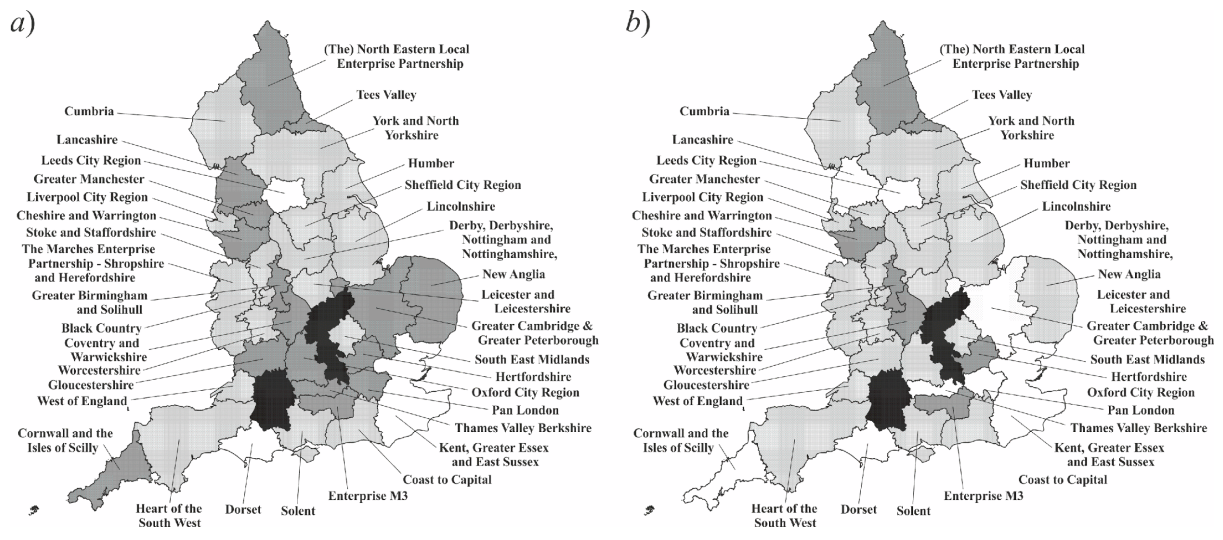 a)
(The) North Eastern Local
Enterprise Partnership
Cumbria
Tees Valley
York and North
Yorkshire
Lancashire
Leeds City Region
Humber
Greater Manchester
Sheffield City Region
Liverpool City Region
Lincolnshire
Cheshire and Warrington
Derby, Derbyshire,
Nottingham and
Nottinghamshire,
Stoke and Staffordshire
The Marches Enterprise
Partnership - Shropshire
and Herefordshire
New Anglia
Greater Birmingham
and Solihull
Leicester and
Leicestershire
Black Country
Greater Cambridge &
Greater Peterborough
Coventry and
Warwickshire
South East Midlands
Worcestershire
Hertfordshire
Gloucestershire
Oxford City Region
West of England
Pan London
Thames Valley Berkshire
Cornwall and the
Isles of Scilly
Kent, Greater Essex
and East Sussex
Coast to Capital
Enterprise M3
Heart of the
South West
Dorset
Solent
b)
(The) North Eastern Local
Enterprise Partnership
Cumbria
Tees Valley
York and North
Yorkshire
Lancashire
Leeds City Region
Humber
Greater Manchester
Sheffield City Region
Liverpool City Region
Lincolnshire
Cheshire and Warrington
Derby, Derbyshire,
Nottingham and
Nottinghamshire,
Stoke and Staffordshire
The Marches Enterprise
Partnership - Shropshire
and Herefordshire
New Anglia
Greater Birmingham
and Solihull
Leicester and
Leicestershire
Black Country
Greater Cambridge &
Greater Peterborough
Coventry and
Warwickshire
South East Midlands
Worcestershire
Hertfordshire
Gloucestershire
Oxford City Region
West of England
Pan London
Thames Valley Berkshire
Cornwall and the
Isles of Scilly
Kent, Greater Essex
and East Sussex
Coast to Capital
Enterprise M3
Heart of the
South West
Dorset
Solent